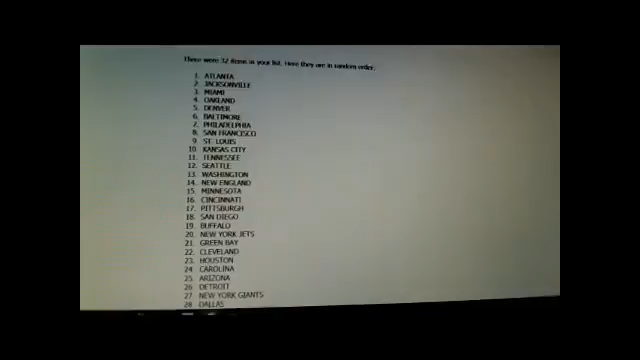 There were 32 items in your list. Here they are in random order:
1. ATLANTA
2. JACKSONVILLE
3. MIAMI
4. OAKLAND
5. DENVER
6. BALTIMORE
7. PHILADELPHIA
8. SAN FRANCISCO
9. ST. LOUIS
10. KANSAS CITY
11. TENNESSEE
12. SEATTLE
13. WASHINGTON
14. NEW ENGLAND
15. MINNESOTA
16. CINCINNATI
17. PITTSBURGH
18. SAN DIEGO
19. BUFFALO
20. NEW YORK JETS
21. GREEN BAY
22. CLEVELAND
23. HOUSTON
24. CAROLINA
25. ARIZONA
26. DETROIT
27. NEW YORK GIANTS
28. DALLAS